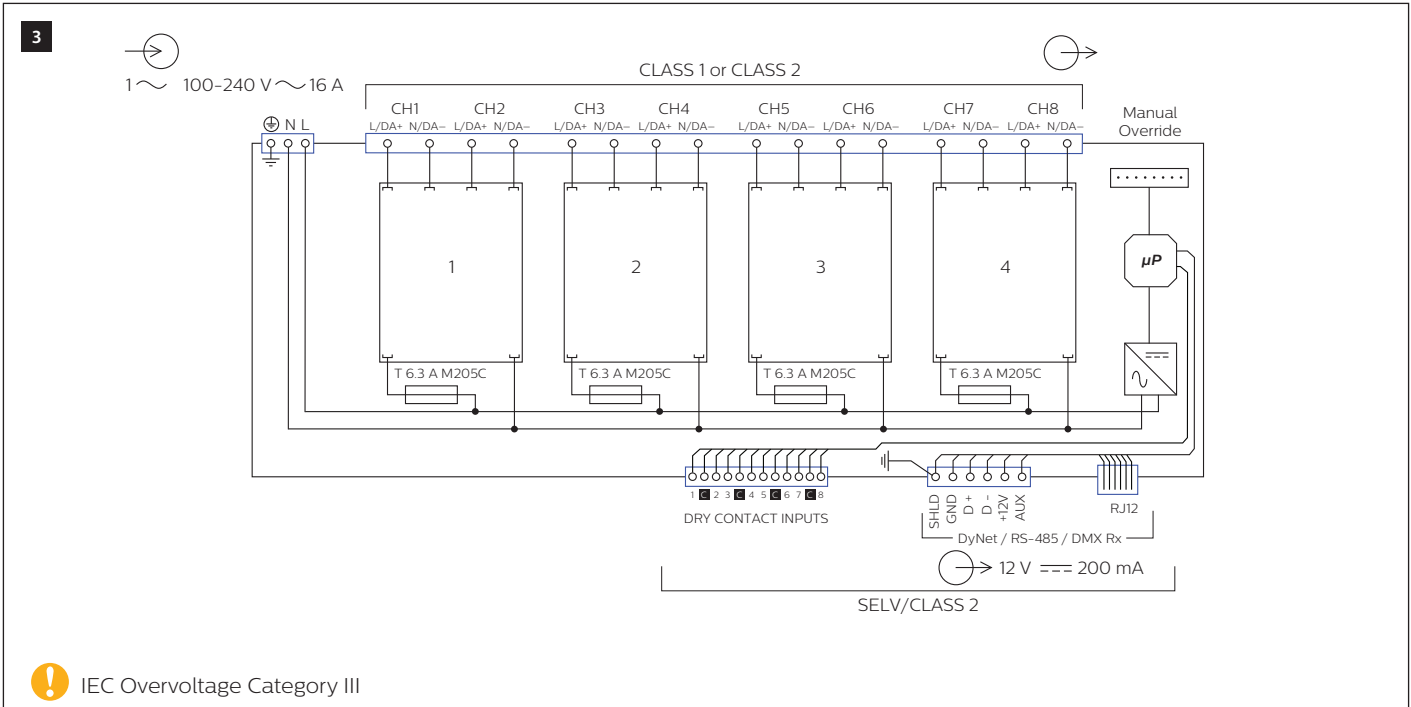 3
1~ 100-240 V ~ 16 A
CLASS 1 or CLASS 2
CH1 CH2 CH3 CH4 CH5 CH6 CH7 CH8
Manual
Override
N L
L/DA+ N/DA− L/DA+ N/DA− L/DA+ N/DA− L/DA+ N/DA− L/DA+ N/DA− L/DA+ N/DA− L/DA+ N/DA− L/DA+ N/DA−
1 2 3 4
µP
T 6.3 A M205C T 6.3 A M205C T 6.3 A M205C T 6.3 A M205C
1 C 2 3 C 4 5 C 6 7 C 8
DRY CONTACT INPUTS
SHLD
GND
D +
D −
+12V
AUX
RJ12
DyNet / RS-485 / DMX Rx
12 V ⎓ 200 mA
SELV/CLASS 2
! IEC Overvoltage Category III